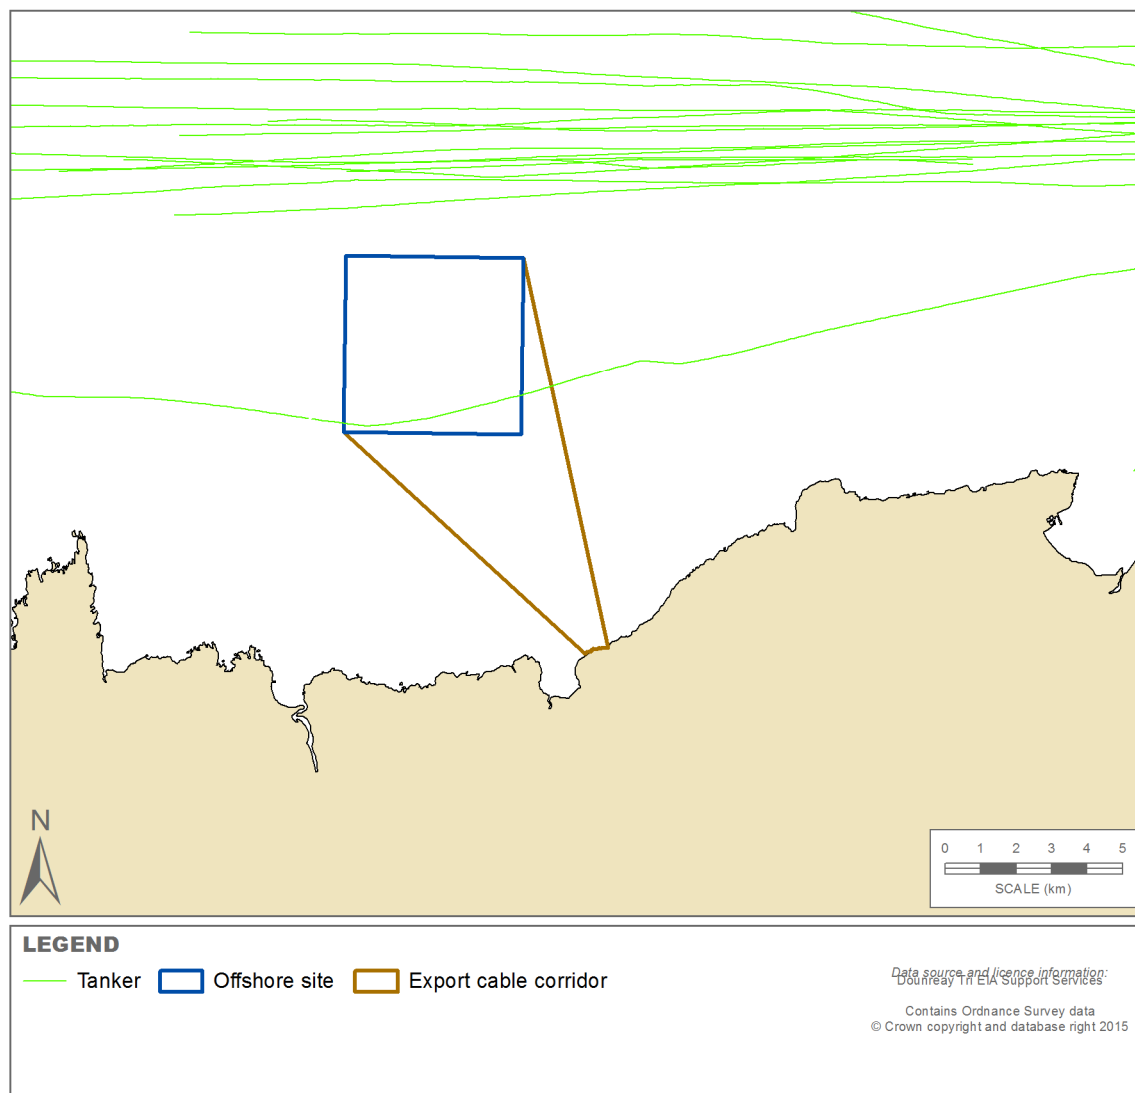 N
0 1 2 3 4 5
SCALE (km)
LEGEND
Tanker
Offshore site
Export cable corridor
Data source and licence information:
Dounreay Tri EIA Support Services
Contains Ordnance Survey data
© Crown copyright and database right 2015